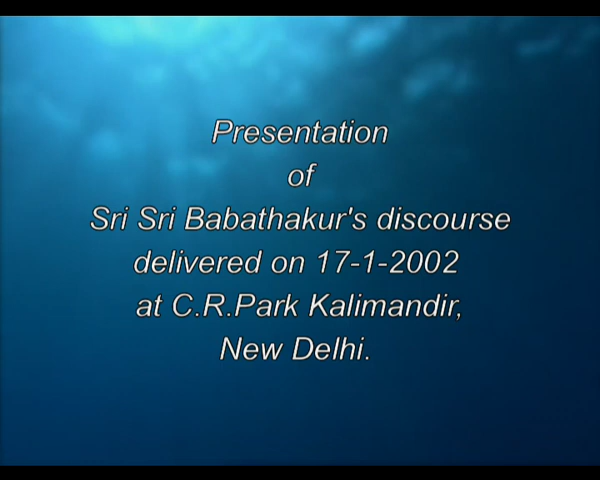 Presentation
of
Sri Sri Babathakur's discourse
delivered on 17-1-2002
at C.R.Park Kalimandir,
New Delhi.